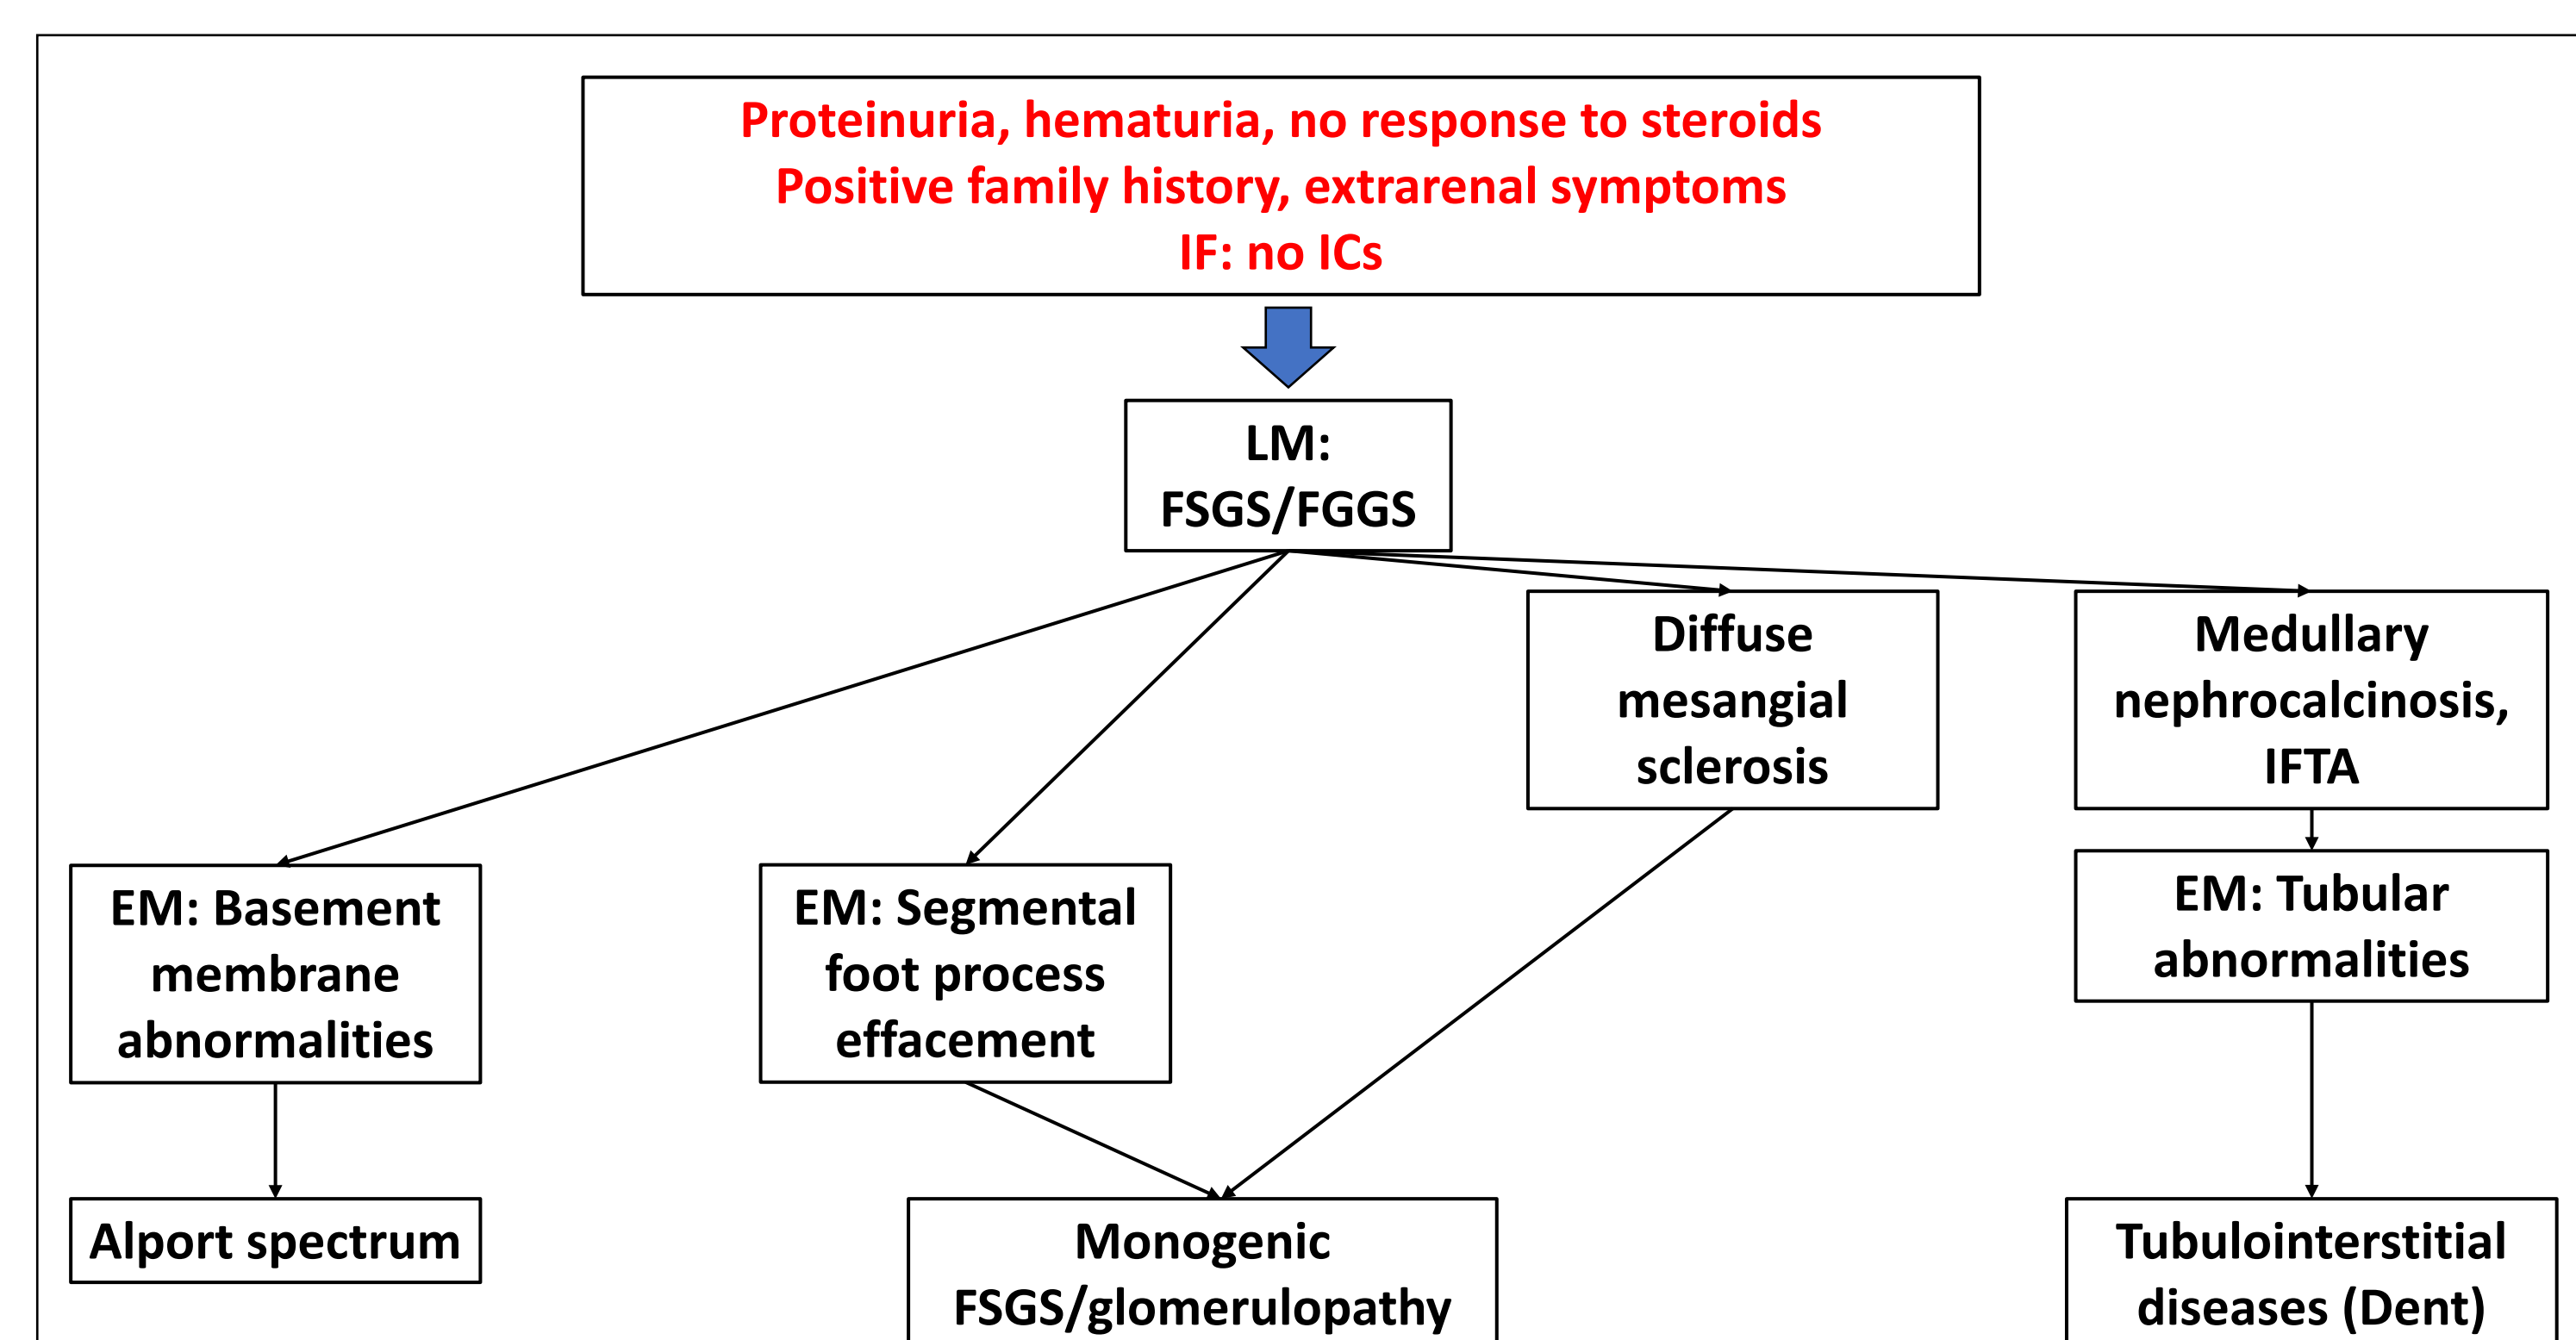 Proteinuria, hematuria, no response to steroids
Positive family history, extrarenal symptoms
IF: no ICs
LM:
FSGS/FGGS
Diffuse
mesangial
sclerosis
Medullary
nephrocalcinosis,
IFTA
EM: Basement
membrane
abnormalities
EM: Segmental
foot process
effacement
EM: Tubular
abnormalities
Alport spectrum
Monogenic
FSGS/glomerulopathy
Tubulointerstitial
diseases (Dent)